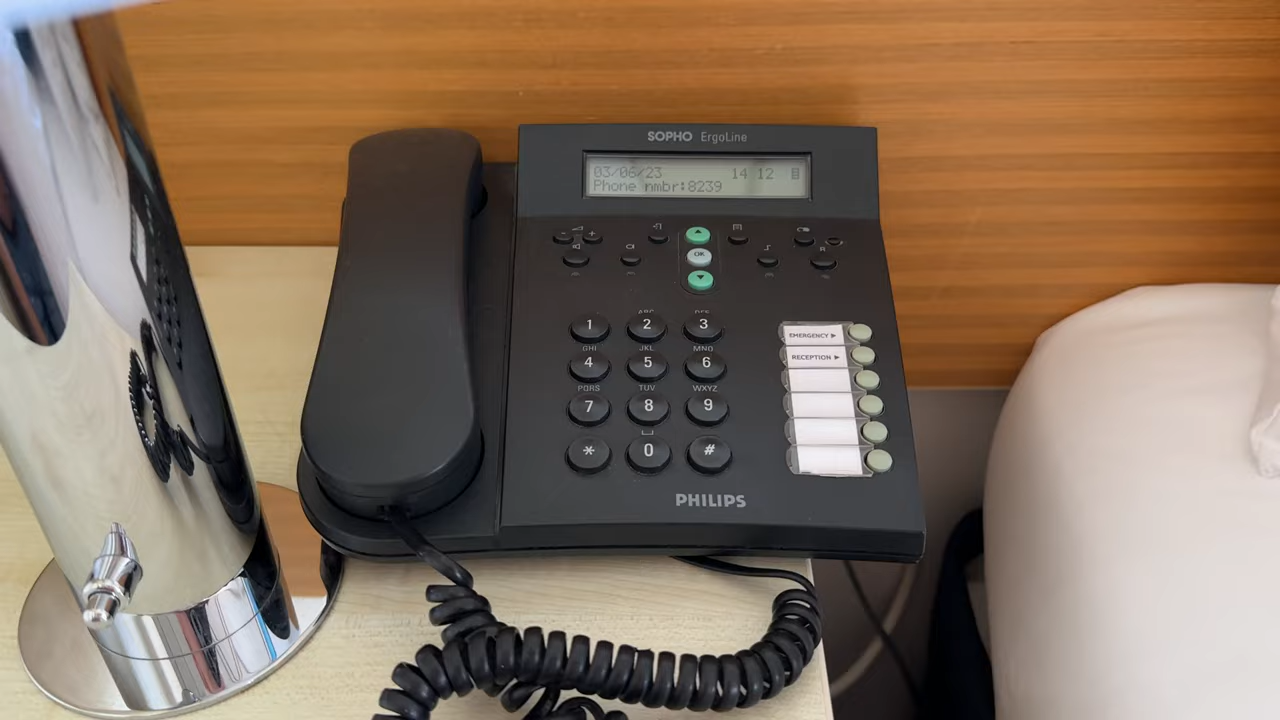 SOPHO ErgoLine
03/06/23 14 12
Phone nmbr:8239
OK
R
ABC DEF
1 2 3
GHI JKL MNO
4 5 6
PQRS TUV WXYZ
7 8 9
* 0 #
EMERGENCY ▶
RECEPTION ▶
PHILIPS